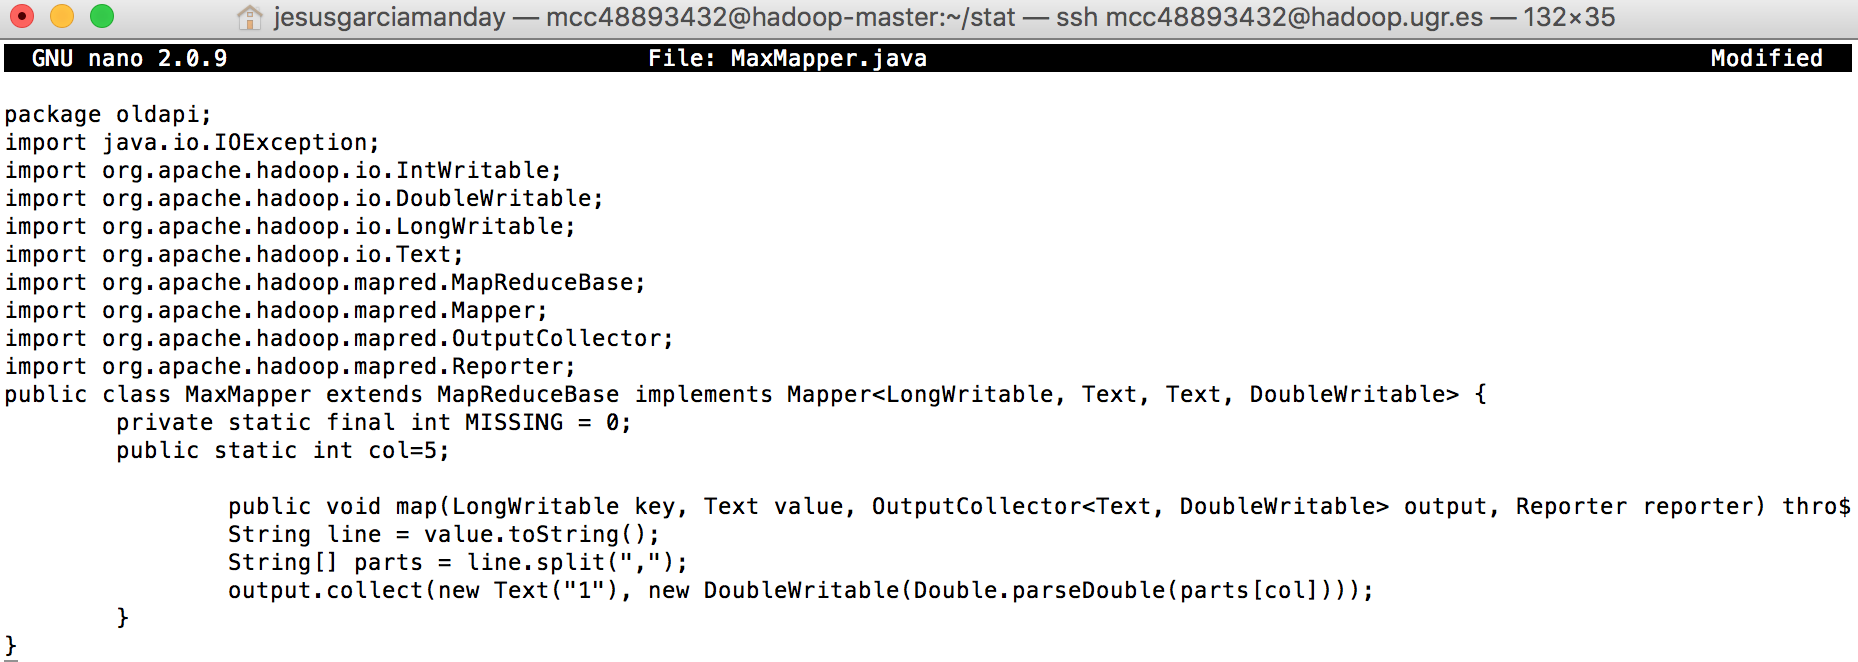 jesusgarciamanday — mcc48893432@hadoop-master:~/stat — ssh mcc48893432@hadoop.ugr.es — 132×35
GNU nano 2.0.9 File: MaxMapper.java Modified
package oldapi;
import java.io.IOException;
import org.apache.hadoop.io.IntWritable;
import org.apache.hadoop.io.DoubleWritable;
import org.apache.hadoop.io.LongWritable;
import org.apache.hadoop.io.Text;
import org.apache.hadoop.mapred.MapReduceBase;
import org.apache.hadoop.mapred.Mapper;
import org.apache.hadoop.mapred.OutputCollector;
import org.apache.hadoop.mapred.Reporter;
public class MaxMapper extends MapReduceBase implements Mapper<LongWritable, Text, Text, DoubleWritable> {
        private static final int MISSING = 0;
        public static int col=5;
                public void map(LongWritable key, Text value, OutputCollector<Text, DoubleWritable> output, Reporter reporter) thro$
                String line = value.toString();
                String[] parts = line.split(",");
                output.collect(new Text("1"), new DoubleWritable(Double.parseDouble(parts[col])));
        }
}